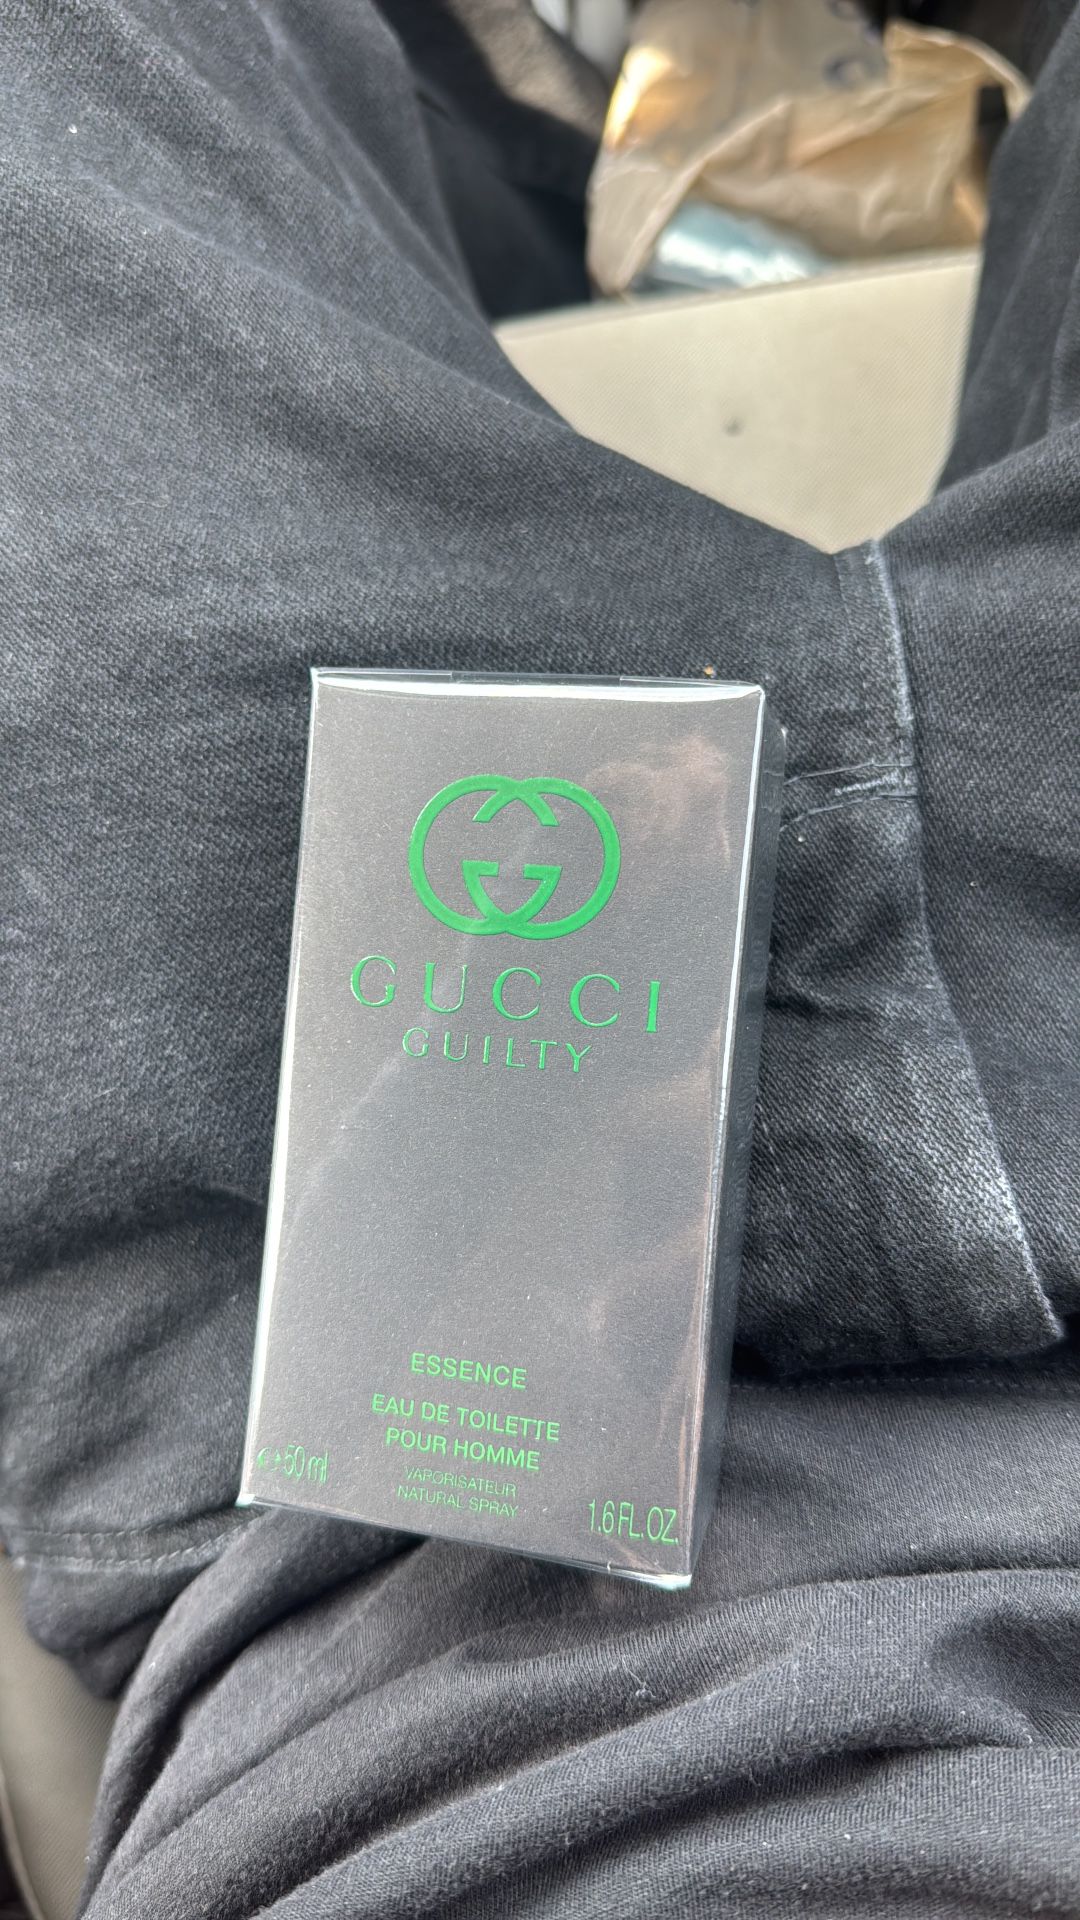 GUCCI
GUILTY
ESSENCE
EAU DE TOILETTE
POUR HOMME
VAPORISATEUR
NATURAL SPRAY
50 ml
1.6 FL. OZ.